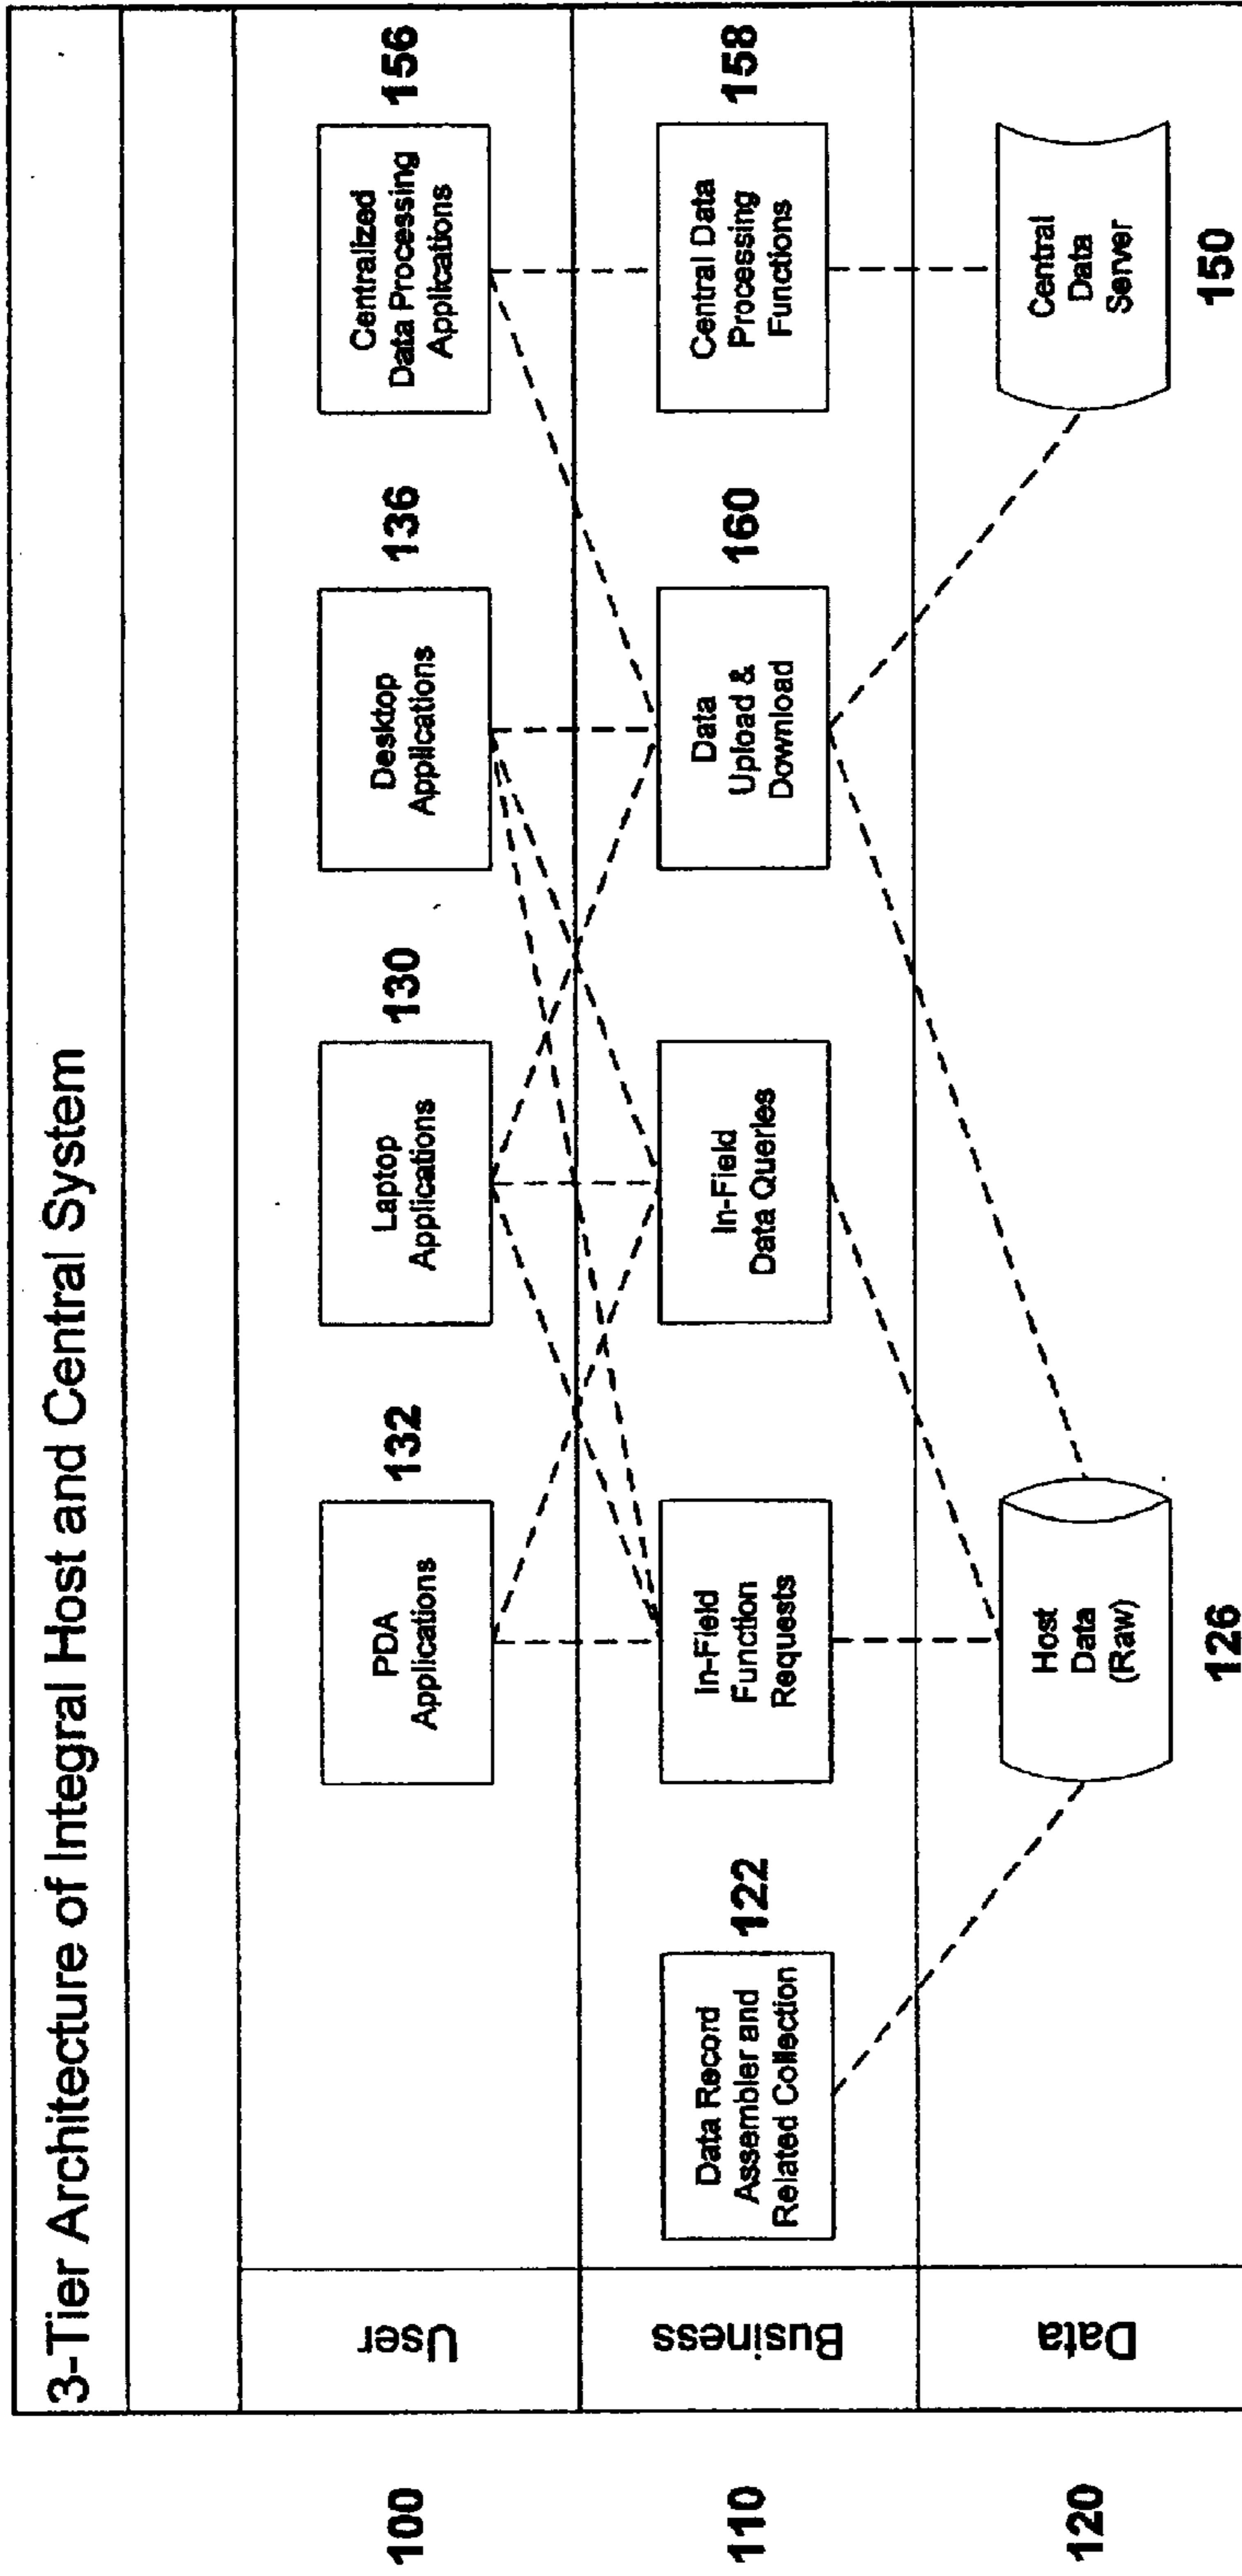 3-Tier Architecture of Integral Host and Central System
100
User
PDA
Applications
132
Laptop
Applications
130
Desktop
Applications
136
Centralized
Data Processing
Applications
156
110
Business
Data Record
Assembler and
Related Collection
122
In-Field
Function
Requests
In-Field
Data Queries
Data
Upload &
Download
160
Central Data
Processing
Functions
158
120
Data
Host
Data
(Raw)
126
Central
Data
Server
150